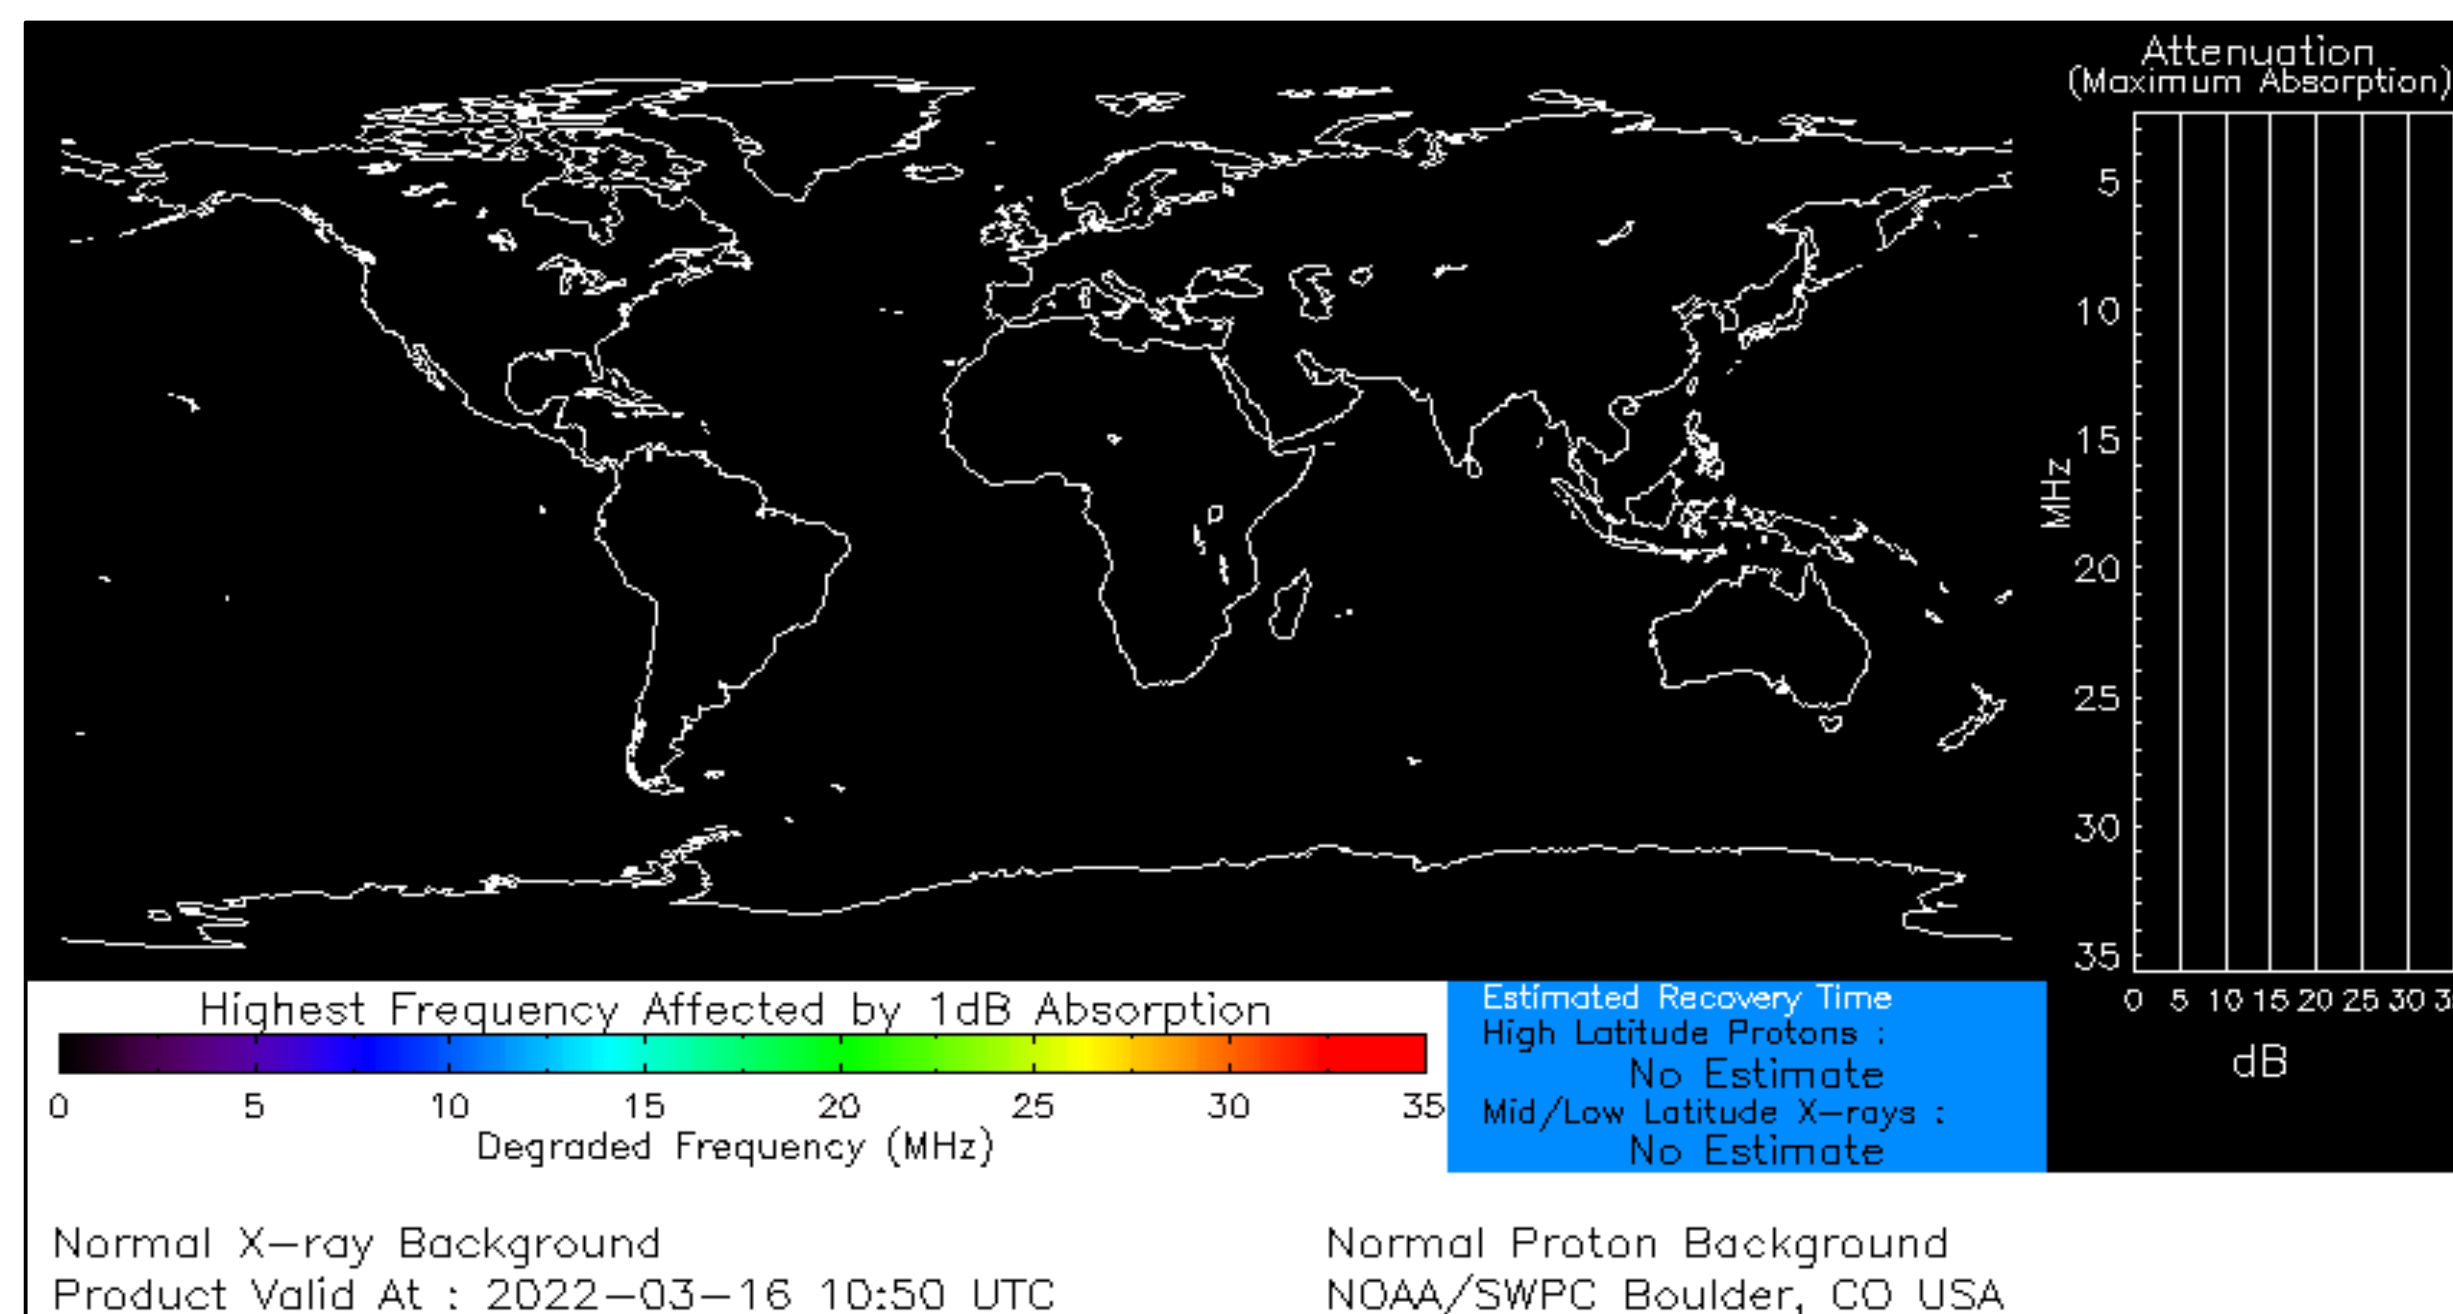 Attenuation
(Maximum Absorption)
5
10
15
20
25
30
35
MHz
0 5 10 15 20 25 30
dB
Highest Frequency Affected by 1dB Absorption
0 5 10 15 20 25 30 35
Degraded Frequency (MHz)
Estimated Recovery Time
High Latitude Protons :
No Estimate
Mid/Low Latitude X-rays :
No Estimate
Normal X-ray Background
Normal Proton Background
Product Valid At : 2022-03-16 10:50 UTC
NOAA/SWPC Boulder, CO USA